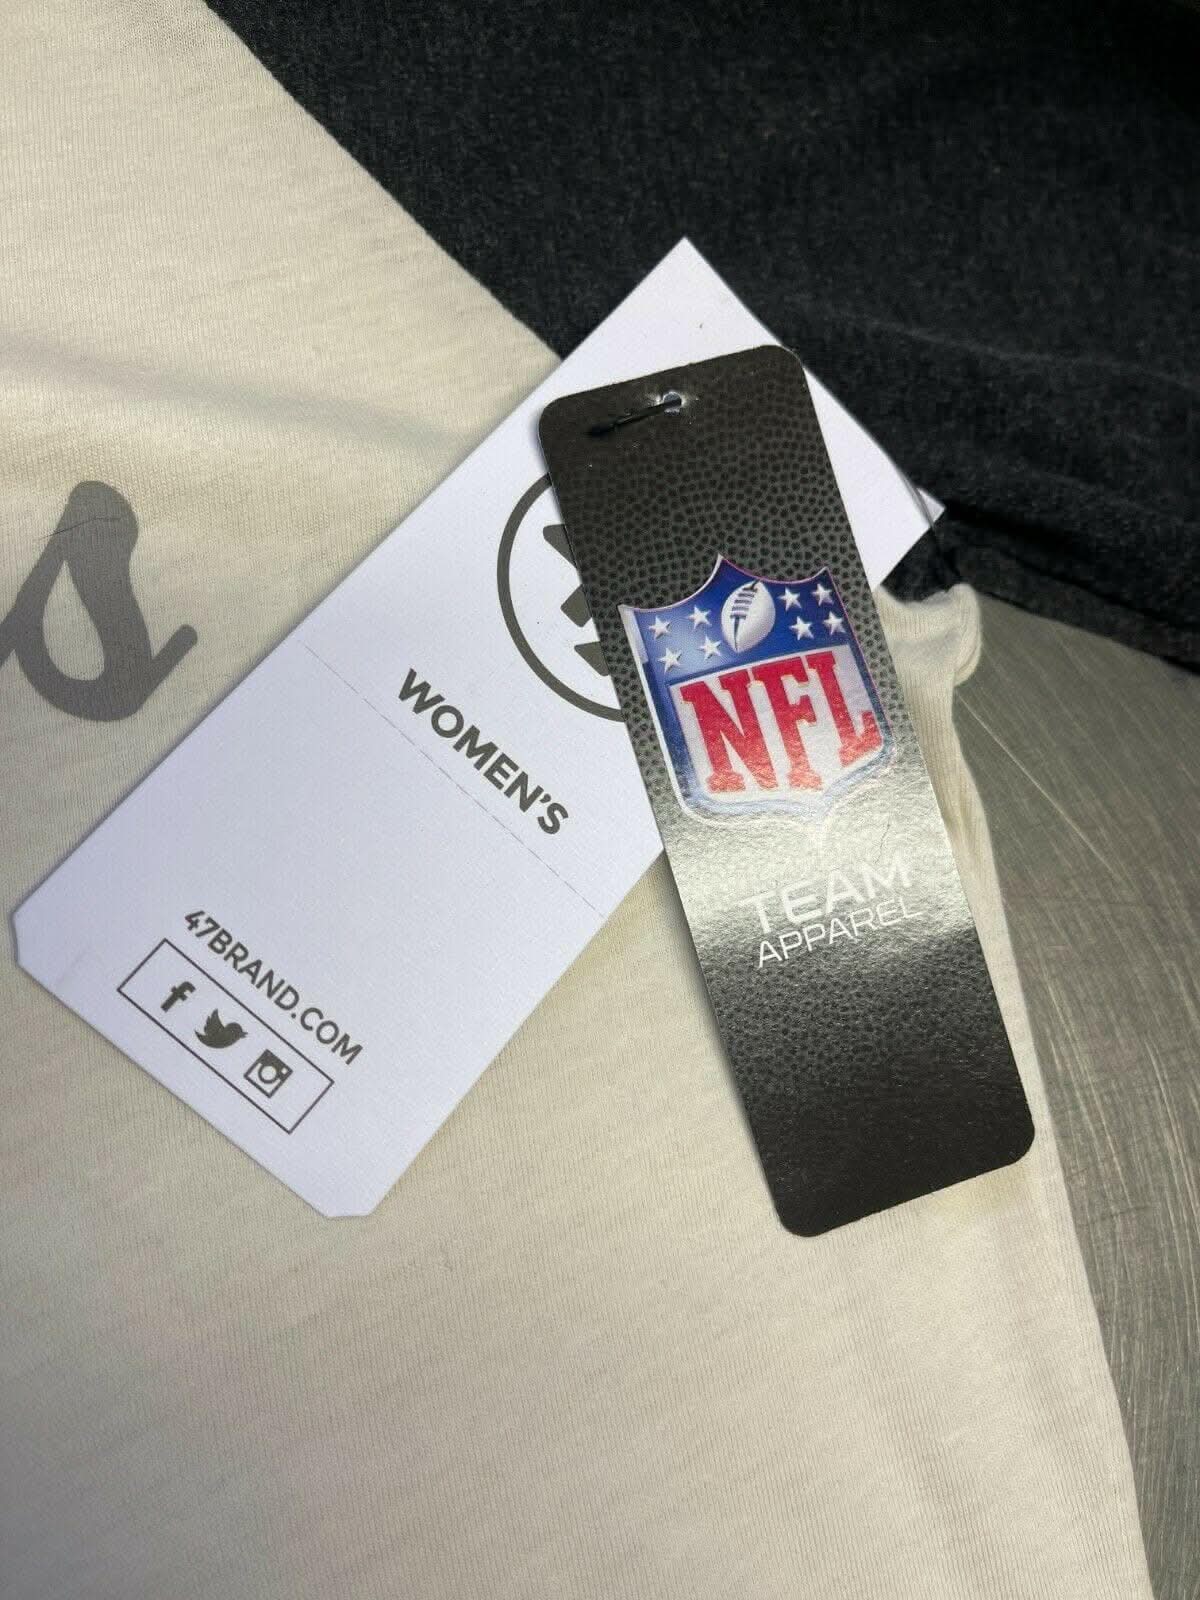 s
WOMEN'S
47BRAND.COM
NFL
TEAM
APPAREL